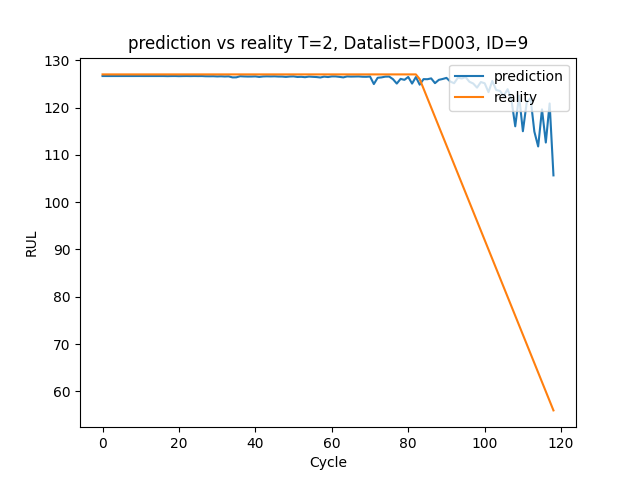 prediction vs reality T=2, Datalist=FD003, ID=9
130
120
110
100
90
80
70
60
RUL
prediction
reality
0 20 40 60 80 100 120
Cycle